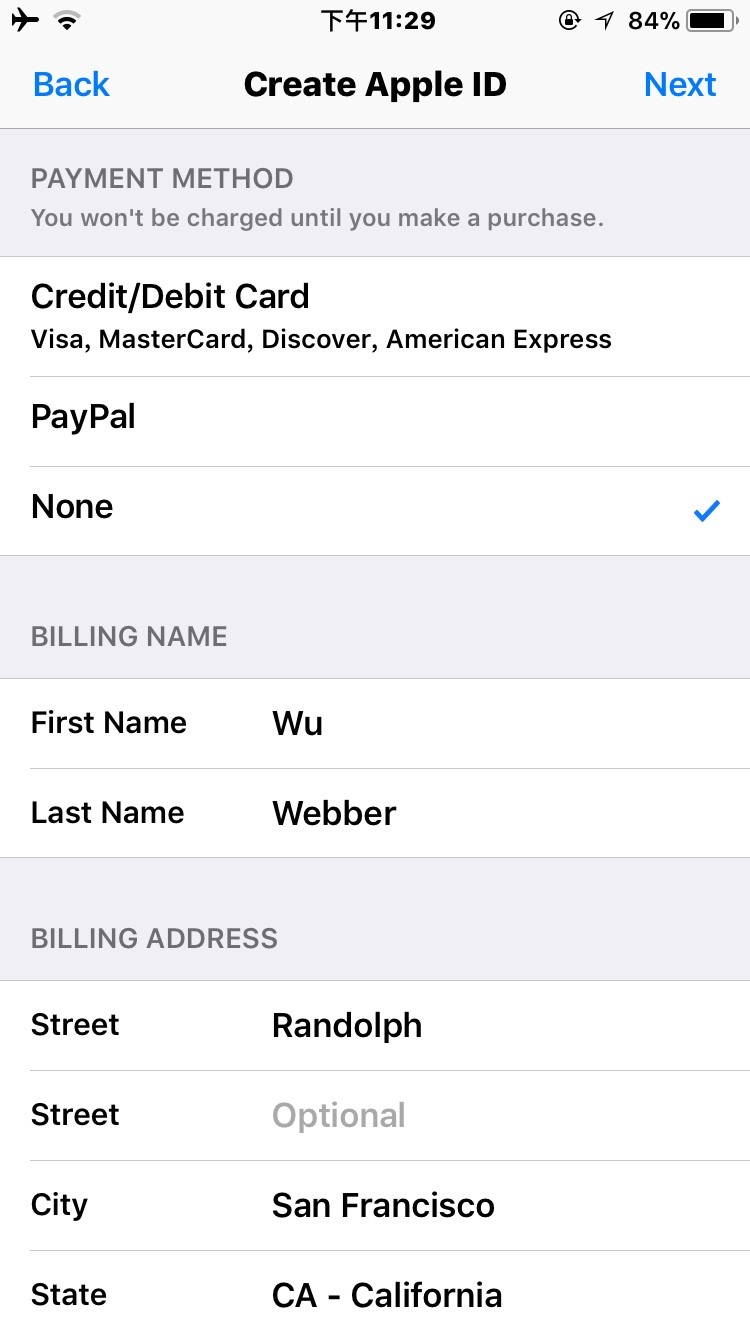 下午11:29
84%
Back
Create Apple ID
Next
PAYMENT METHOD
You won't be charged until you make a purchase.
Credit/Debit Card
Visa, MasterCard, Discover, American Express
PayPal
None
BILLING NAME
First Name Wu
Last Name Webber
BILLING ADDRESS
Street Randolph
Street Optional
City San Francisco
State CA - California